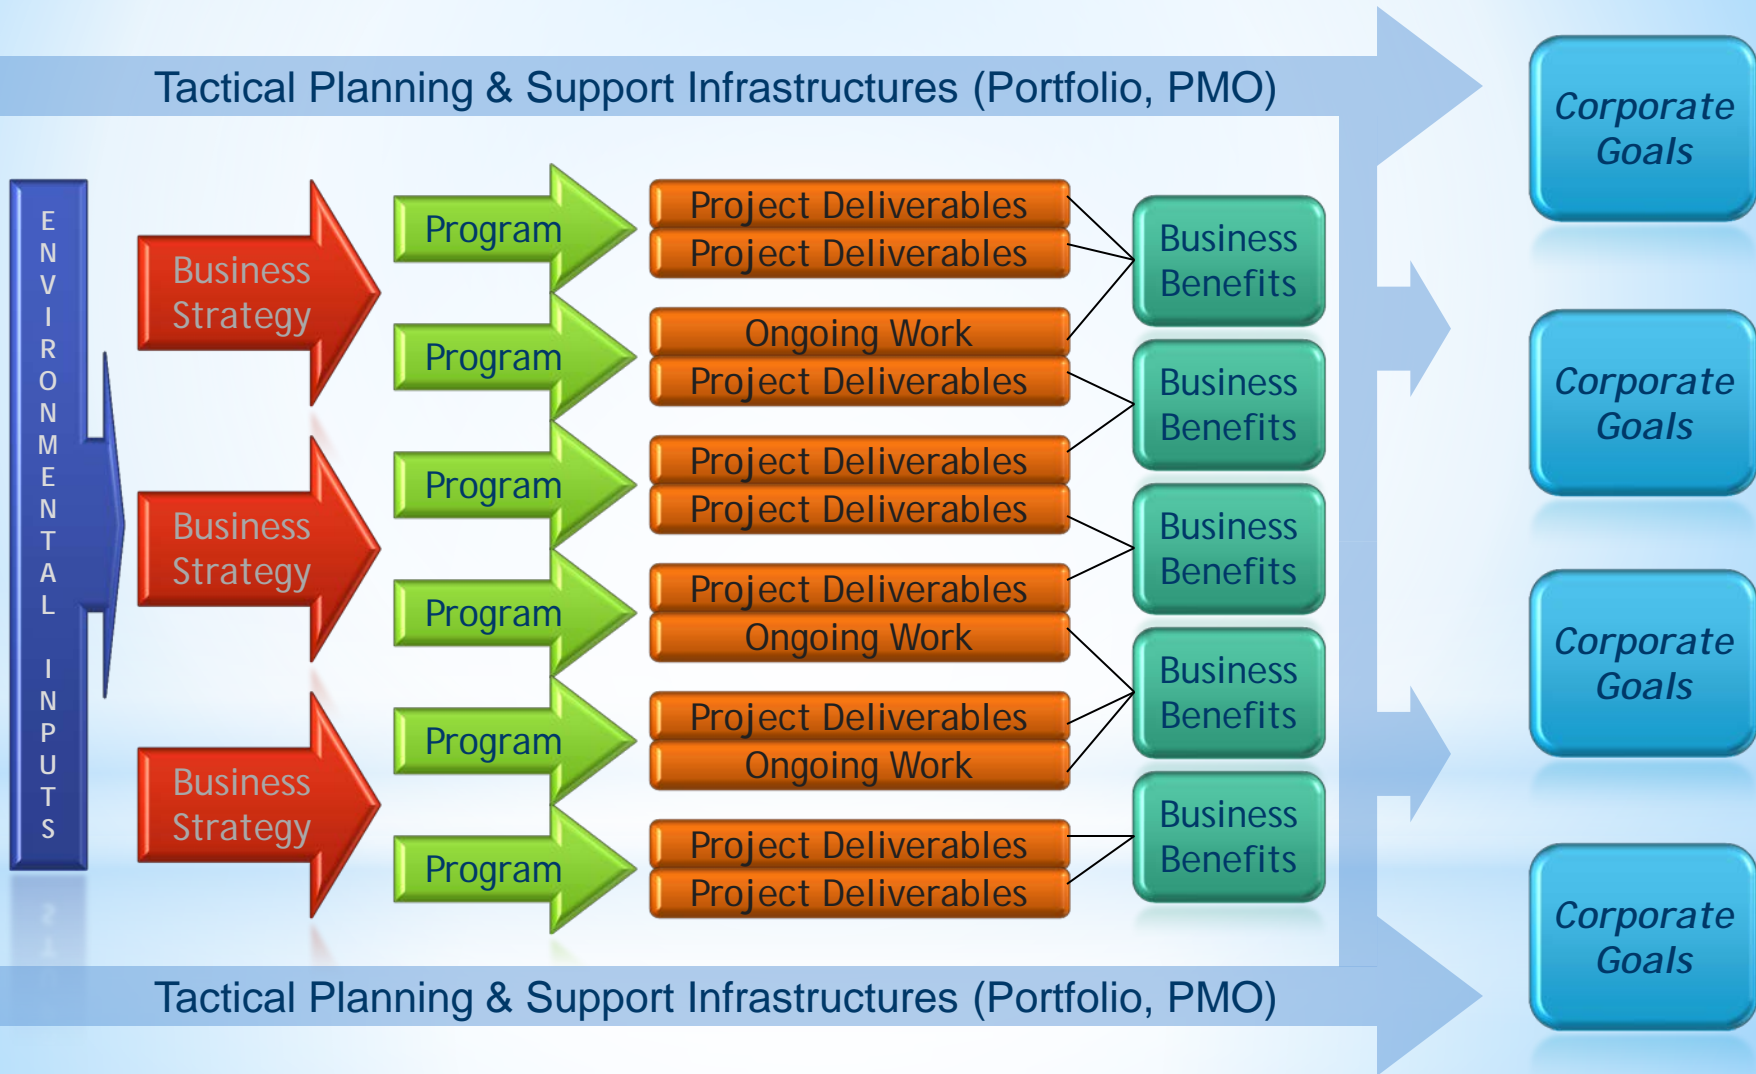 Tactical Planning & Support Infrastructures (Portfolio, PMO)
ENVIRONMENTAL INPUTS
Business
Strategy
Business
Strategy
Business
Strategy
Program
Program
Program
Program
Program
Program
Project Deliverables
Project Deliverables
Ongoing Work
Project Deliverables
Project Deliverables
Project Deliverables
Project Deliverables
Ongoing Work
Project Deliverables
Ongoing Work
Project Deliverables
Project Deliverables
Business
Benefits
Business
Benefits
Business
Benefits
Business
Benefits
Business
Benefits
Corporate
Goals
Corporate
Goals
Corporate
Goals
Corporate
Goals
Tactical Planning & Support Infrastructures (Portfolio, PMO)